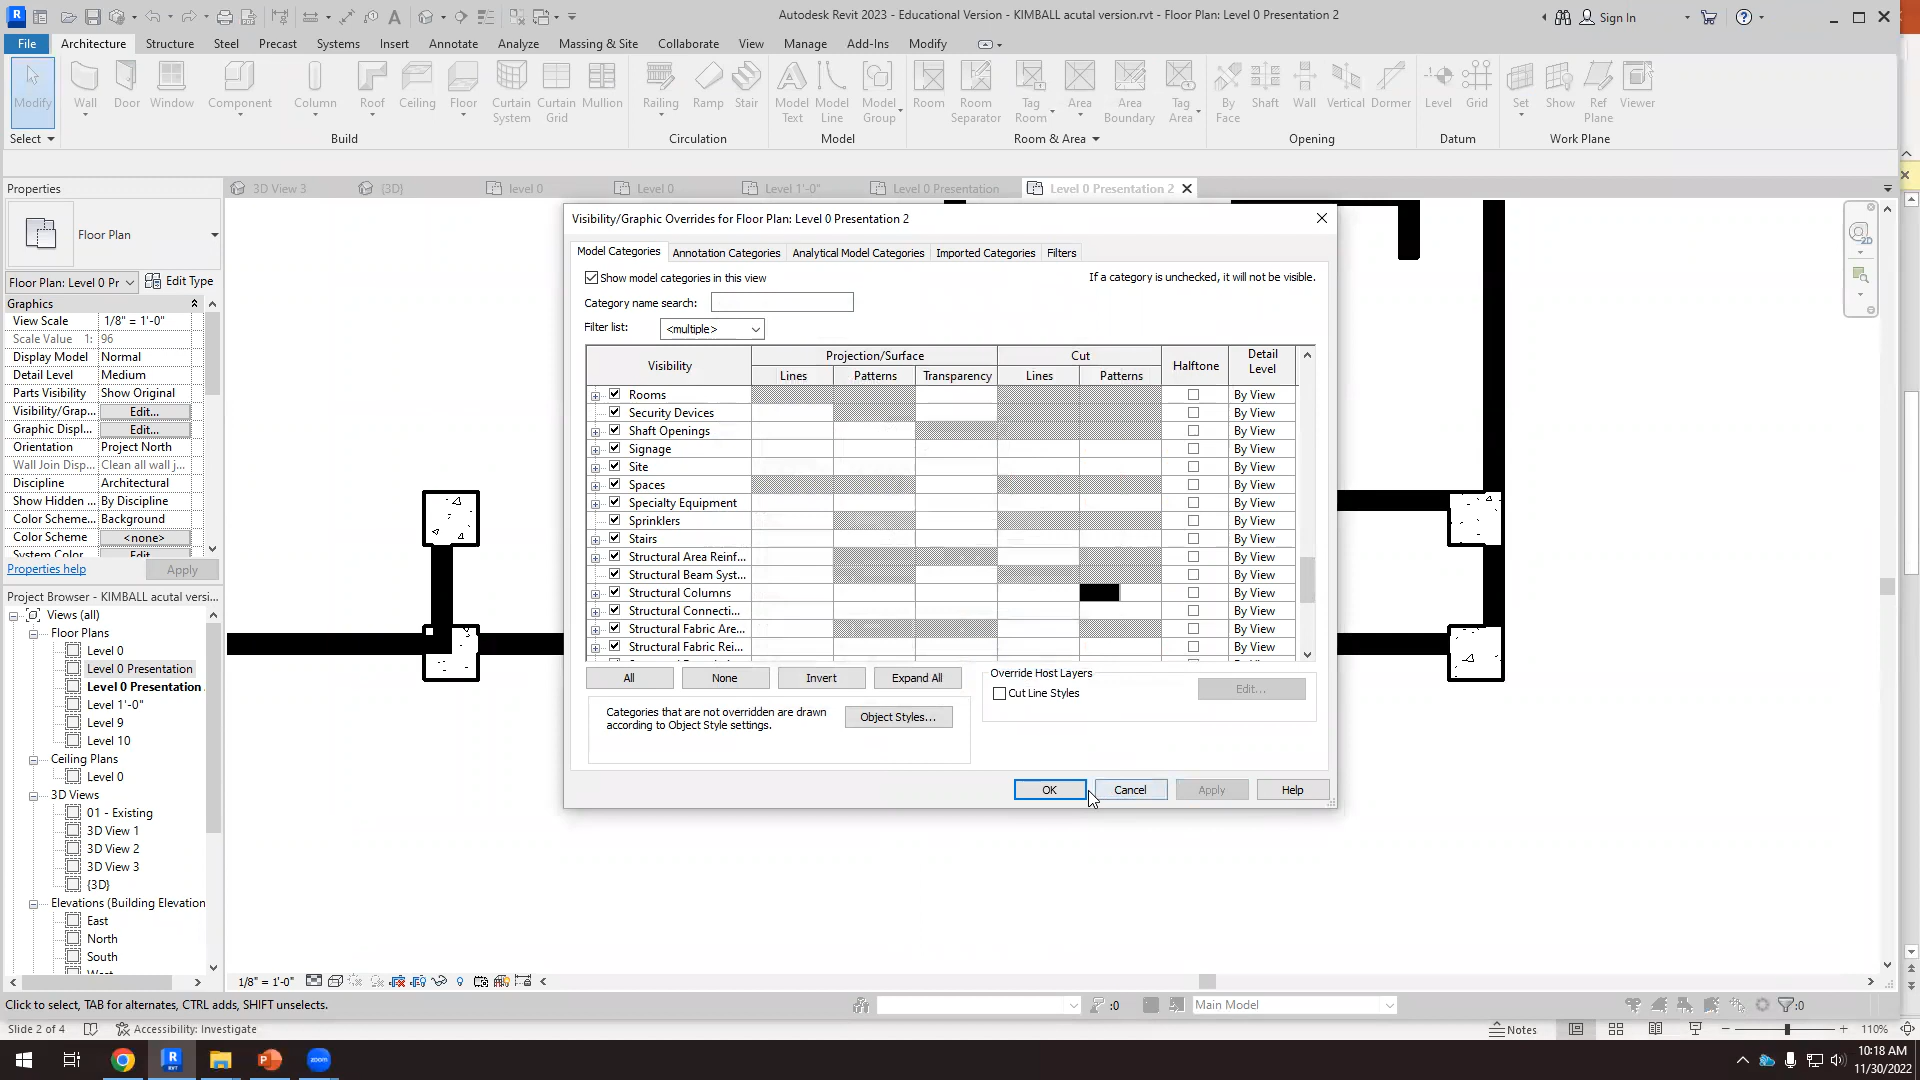 Autodesk Revit 2023 - Educational Version - KIMBALL acutal version.rvt - Floor Plan: Level 0 Presentation 2
Sign In
File Architecture Structure Steel Precast Systems Insert Annotate Analyze Massing & Site Collaborate View Manage Add-Ins Modify
Modify Wall Door Window Component Column Roof Ceiling Floor Curtain System Curtain Grid Mullion Railing Ramp Stair Model Text Model Line Model Group Room Room Separator Tag Room Area Area Boundary Tag Area By Face Shaft Wall Vertical Dormer Level Grid Set Show Ref Plane Viewer
Select Build Circulation Model Room & Area Opening Datum Work Plane
Properties
3D View 3 {3D} level 0 Level 0 Level 1'-0" Level 0 Presentation Level 0 Presentation 2
Floor Plan
Floor Plan: Level 0 Pr Edit Type
Graphics
View Scale 1/8" = 1'-0"
Scale Value 1: 96
Display Model Normal
Detail Level Medium
Parts Visibility Show Original
Visibility/Grap... Edit...
Graphic Displ... Edit...
Orientation Project North
Wall Join Disp... Clean all wall j...
Discipline Architectural
Show Hidden ... By Discipline
Color Scheme... Background
Color Scheme <none>
System Color Edit
Properties help Apply
Project Browser - KIMBALL acutal versi...
Views (all)
Floor Plans
Level 0
Level 0 Presentation
Level 0 Presentation
Level 1'-0"
Level 9
Level 10
Ceiling Plans
Level 0
3D Views
01 - Existing
3D View 1
3D View 2
3D View 3
{3D}
Elevations (Building Elevation
East
North
South
West
Visibility/Graphic Overrides for Floor Plan: Level 0 Presentation 2
Model Categories Annotation Categories Analytical Model Categories Imported Categories Filters
Show model categories in this view If a category is unchecked, it will not be visible.
Category name search:
Filter list: <multiple>
Visibility Projection/Surface Cut Halftone Detail Level
Lines Patterns Transparency Lines Patterns
Rooms By View
Security Devices By View
Shaft Openings By View
Signage By View
Site By View
Spaces By View
Specialty Equipment By View
Sprinklers By View
Stairs By View
Structural Area Reinf... By View
Structural Beam Syst... By View
Structural Columns By View
Structural Connecti... By View
Structural Fabric Are... By View
Structural Fabric Rei... By View
All None Invert Expand All
Override Host Layers
Cut Line Styles Edit...
Categories that are not overridden are drawn
according to Object Style settings.
Object Styles...
OK Cancel Apply Help
1/8" = 1'-0"
Click to select, TAB for alternates, CTRL adds, SHIFT unselects.
:0 Main Model :0
Slide 2 of 4 Accessibility: Investigate Notes 110%
10:18 AM
11/30/2022